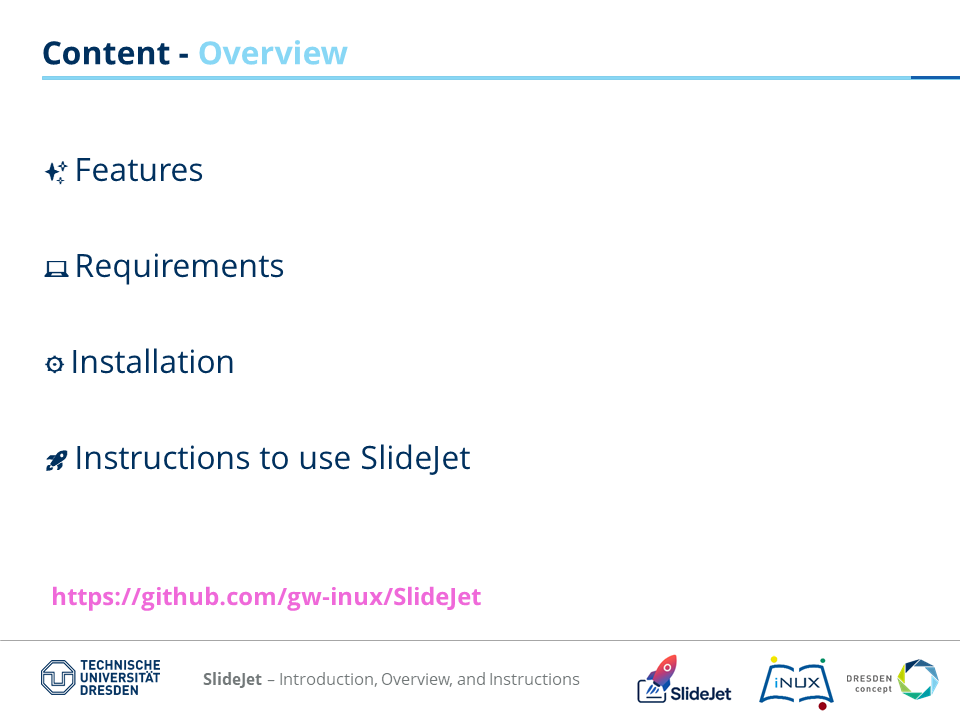 Content - Overview
Features
Requirements
Installation
Instructions to use SlideJet
https://github.com/gw-inux/SlideJet
TECHNISCHE
UNIVERSITÄT
DRESDEN
SlideJet – Introduction, Overview, and Instructions
SlideJet
iNUX
DRESDEN
concept